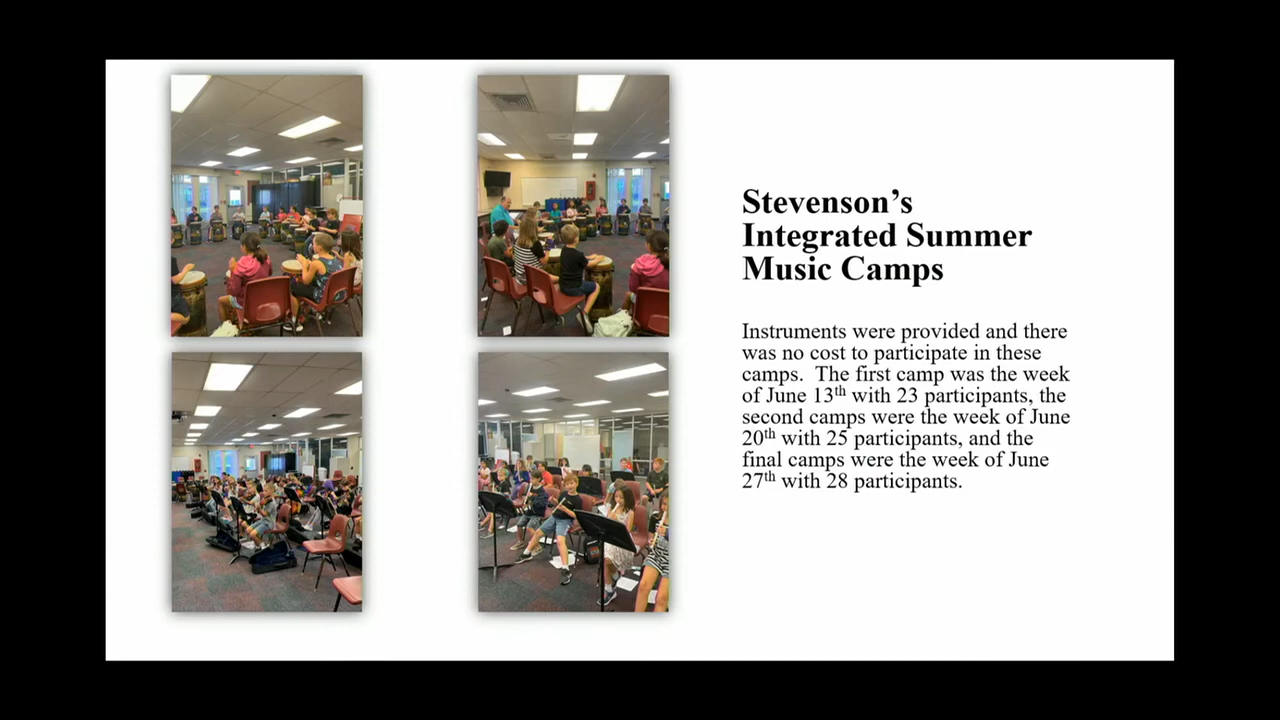 Stevenson’s
Integrated Summer
Music Camps
Instruments were provided and there
was no cost to participate in these
camps.  The first camp was the week
of June 13th with 23 participants, the
second camps were the week of June
20th with 25 participants, and the
final camps were the week of June
27th with 28 participants.